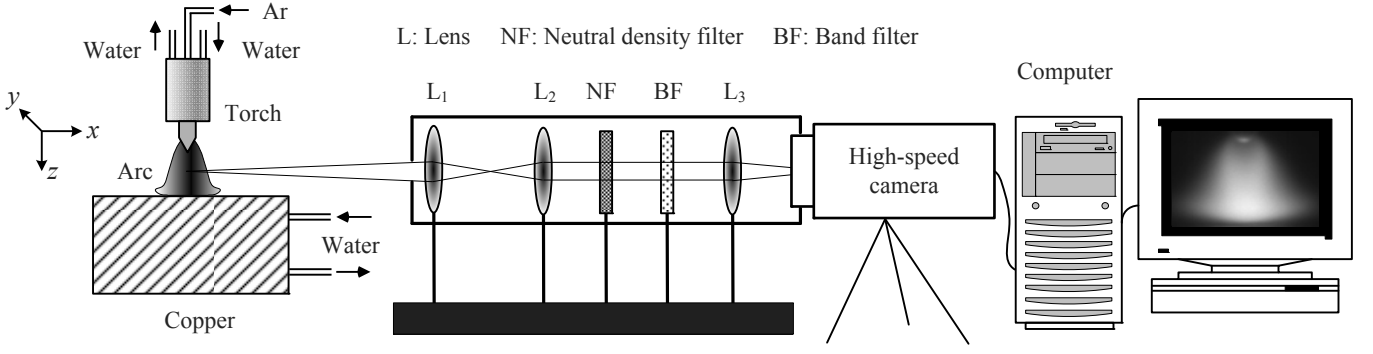 Ar
Water
Water
L: Lens NF: Neutral density filter BF: Band filter
Computer
L₁
L₂
NF
BF
L₃
Torch
y
x
z
Arc
High-speed
camera
Water
Copper